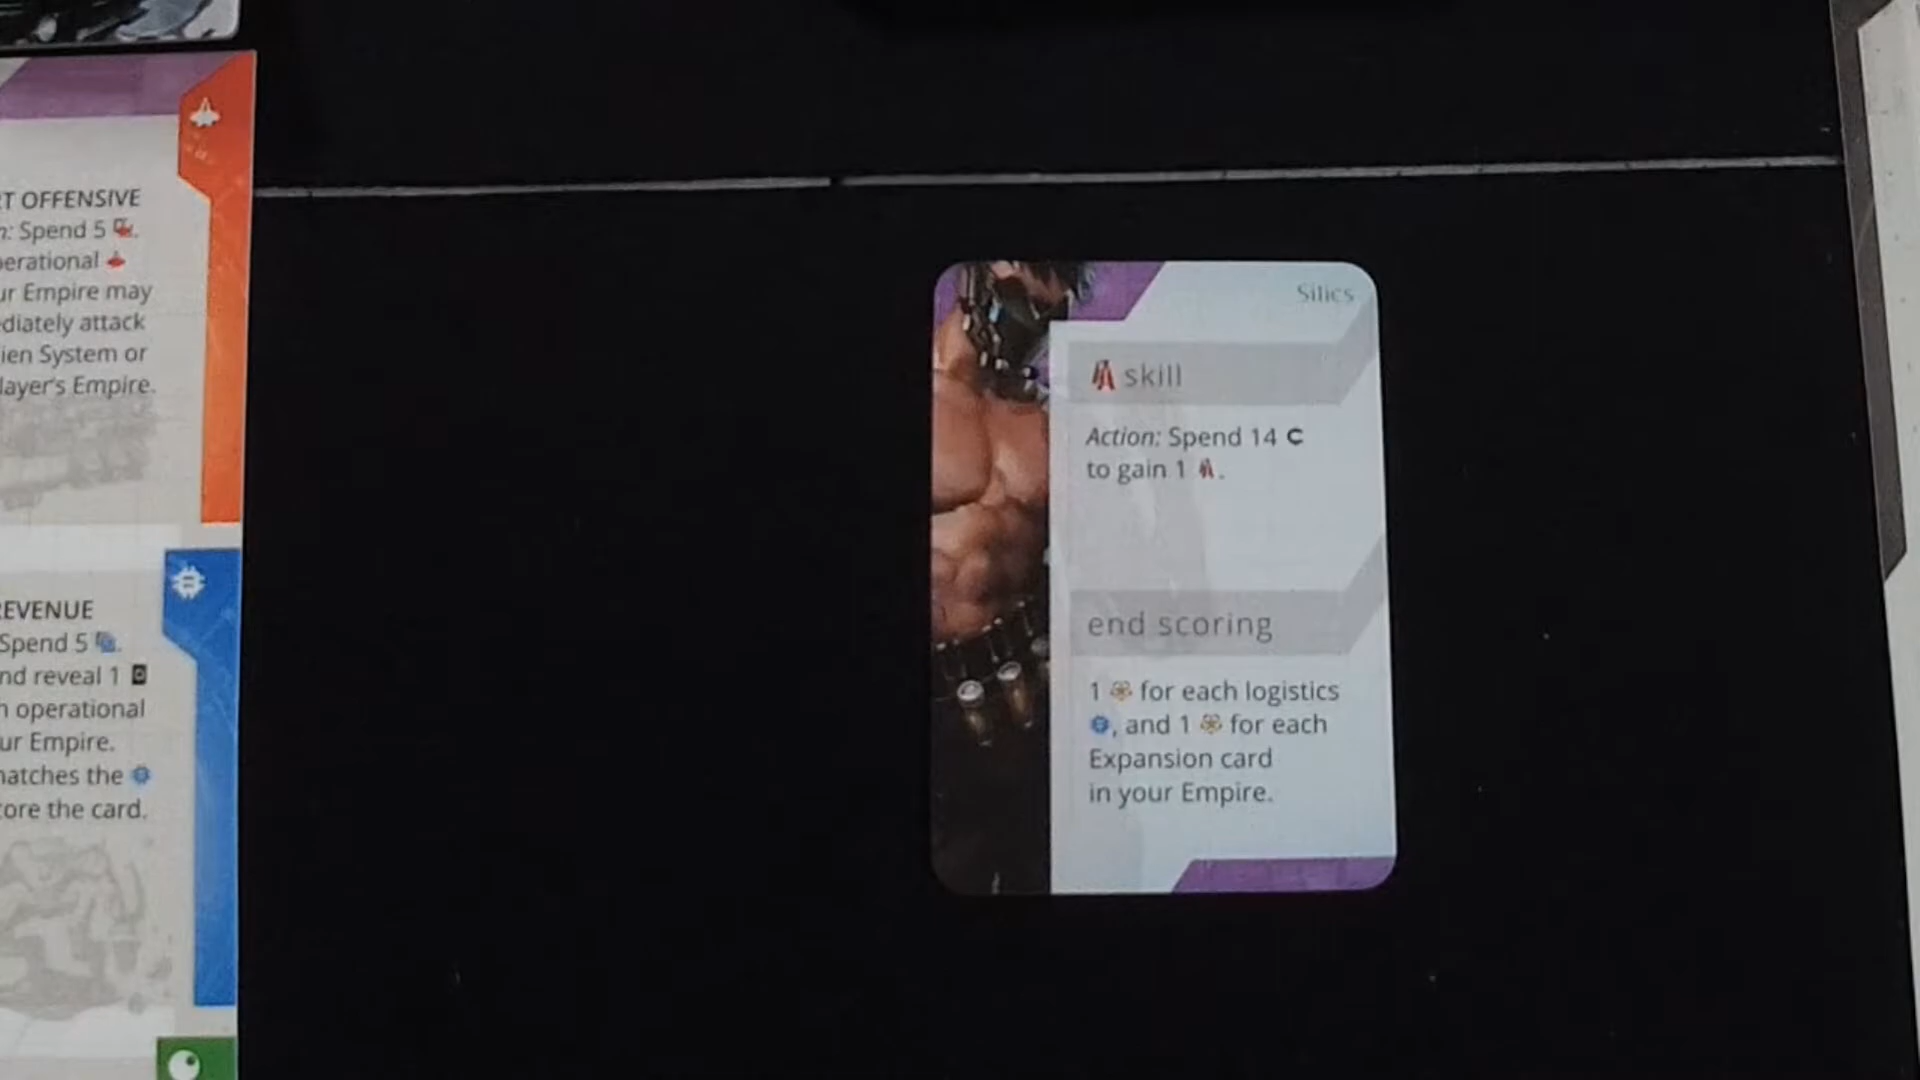 T OFFENSIVE
n: Spend 5
perational
ur Empire may
diately attack
ien System or
layer's Empire.
REVENUE
Spend 5
nd reveal 1
n operational
ur Empire.
natches the
core the card.
Silics
skill
Action: Spend 14 C
to gain 1 .
end scoring
1 for each logistics
, and 1 for each
Expansion card
in your Empire.